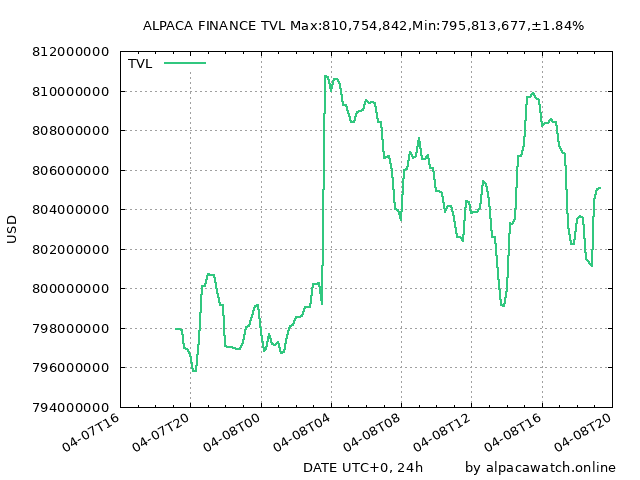 ALPACA FINANCE TVL Max:810,754,842,Min:795,813,677,±1.84%
812000000
TVL
810000000
808000000
806000000
804000000
USD
802000000
800000000
798000000
796000000
794000000
04-07T16
04-07T20
04-08T00
04-08T04
04-08T08
04-08T12
04-08T16
04-08T20
DATE UTC+0, 24h
by alpacawatch.online